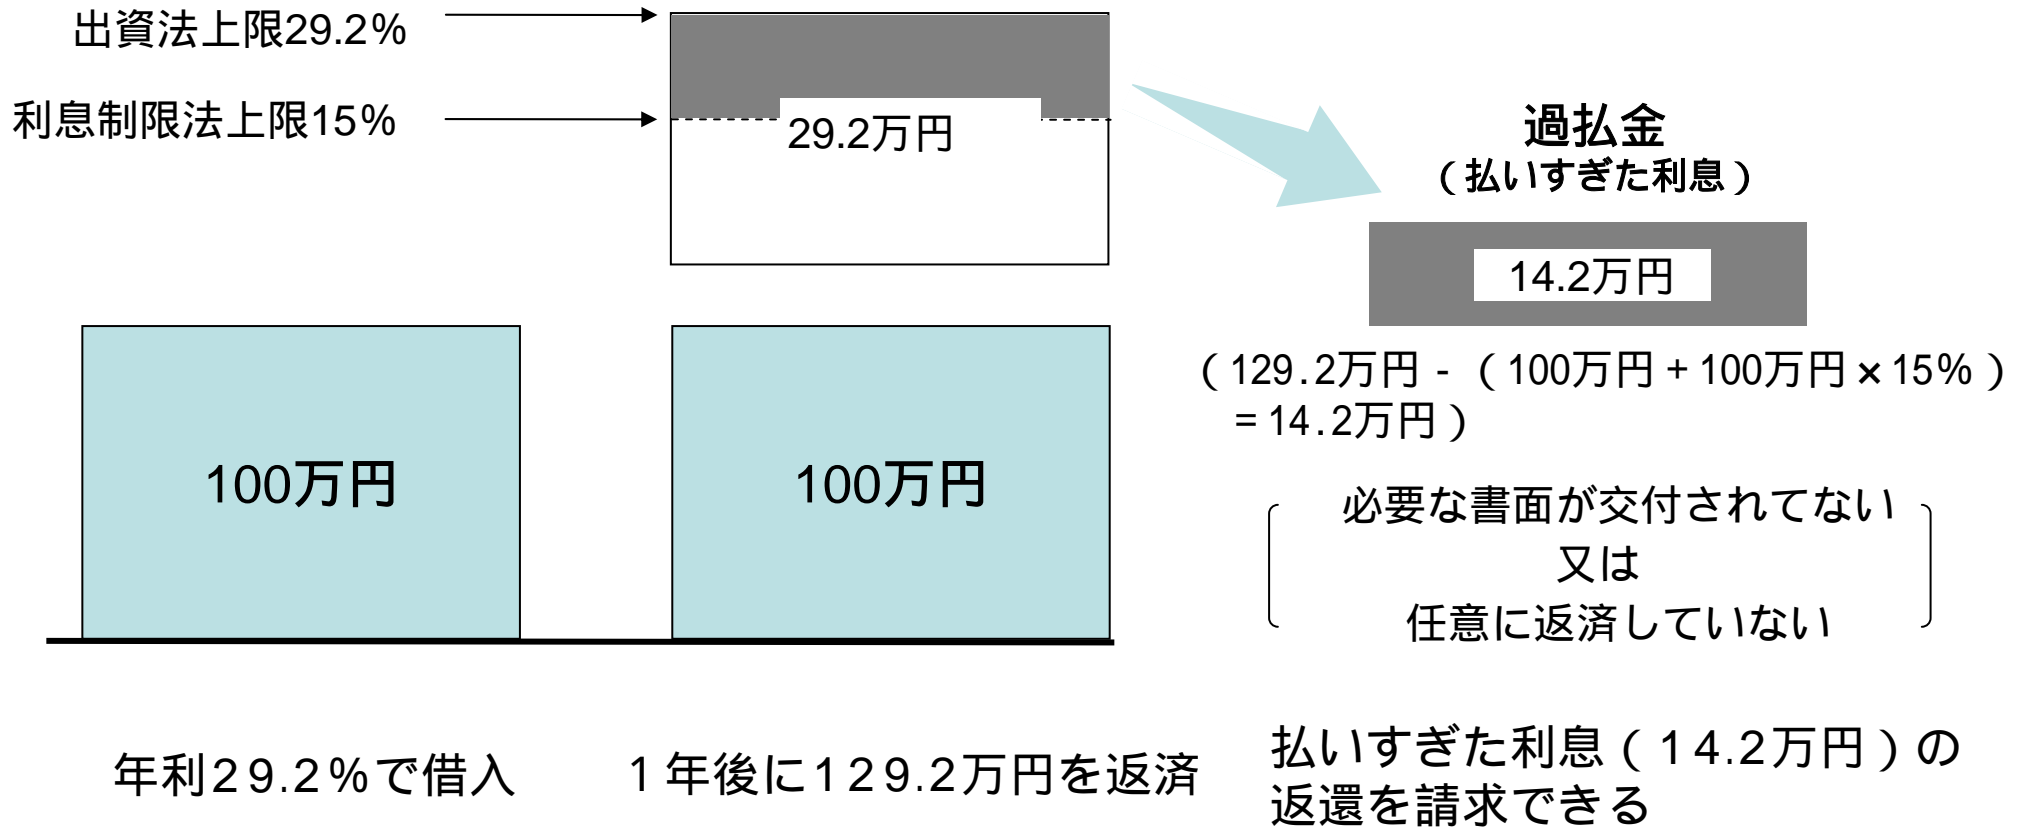 出資法上限29.2%
利息制限法上限15%
29.2万円
過払金
（払いすぎた利息）
14.2万円
（129.2万円-（100万円+100万円×15%）
=14.2万円）
100万円
100万円
必要な書面が交付されてない
又は
任意に返済していない
年利29.2%で借入
1年後に129.2万円を返済
払いすぎた利息（14.2万円）の
返還を請求できる